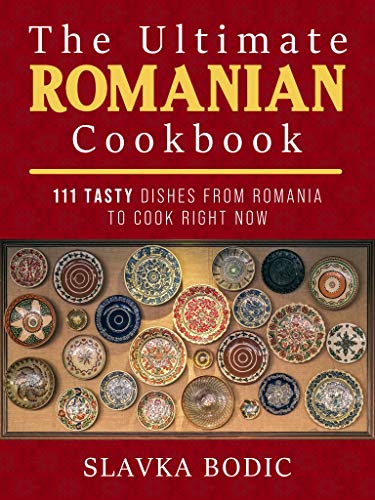 The Ultimate
ROMANIAN
Cookbook
111 TASTY DISHES FROM ROMANIA
TO COOK RIGHT NOW
SLAVKA BODIC